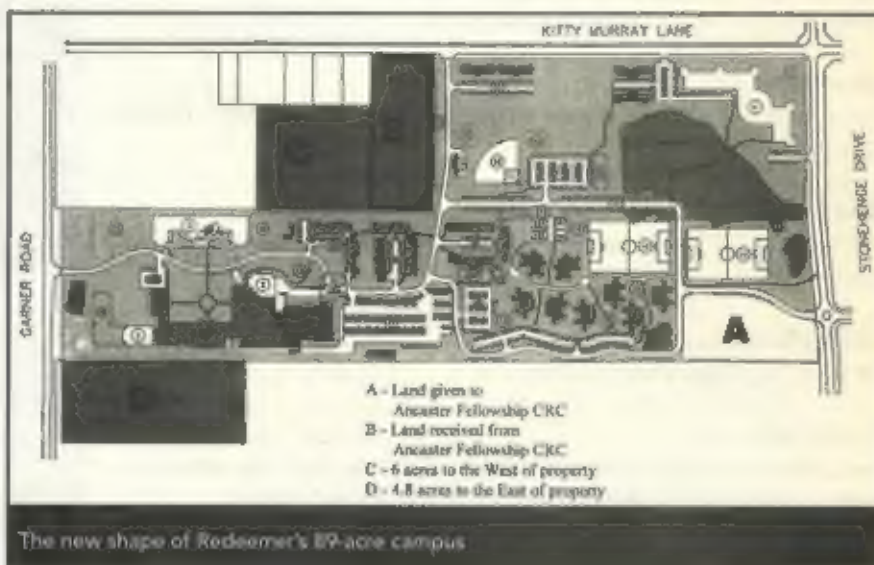 KITTY MURRAY LANE
GARNER ROAD
STONEHENGE DRIVE
C
B
A
D
A - Land given to
Ancaster Fellowship CRC
B - Land received from
Ancaster Fellowship CRC
C - 6 acres to the West of property
D - 4.8 acres to the East of property
The new shape of Redeemer's 89-acre campus